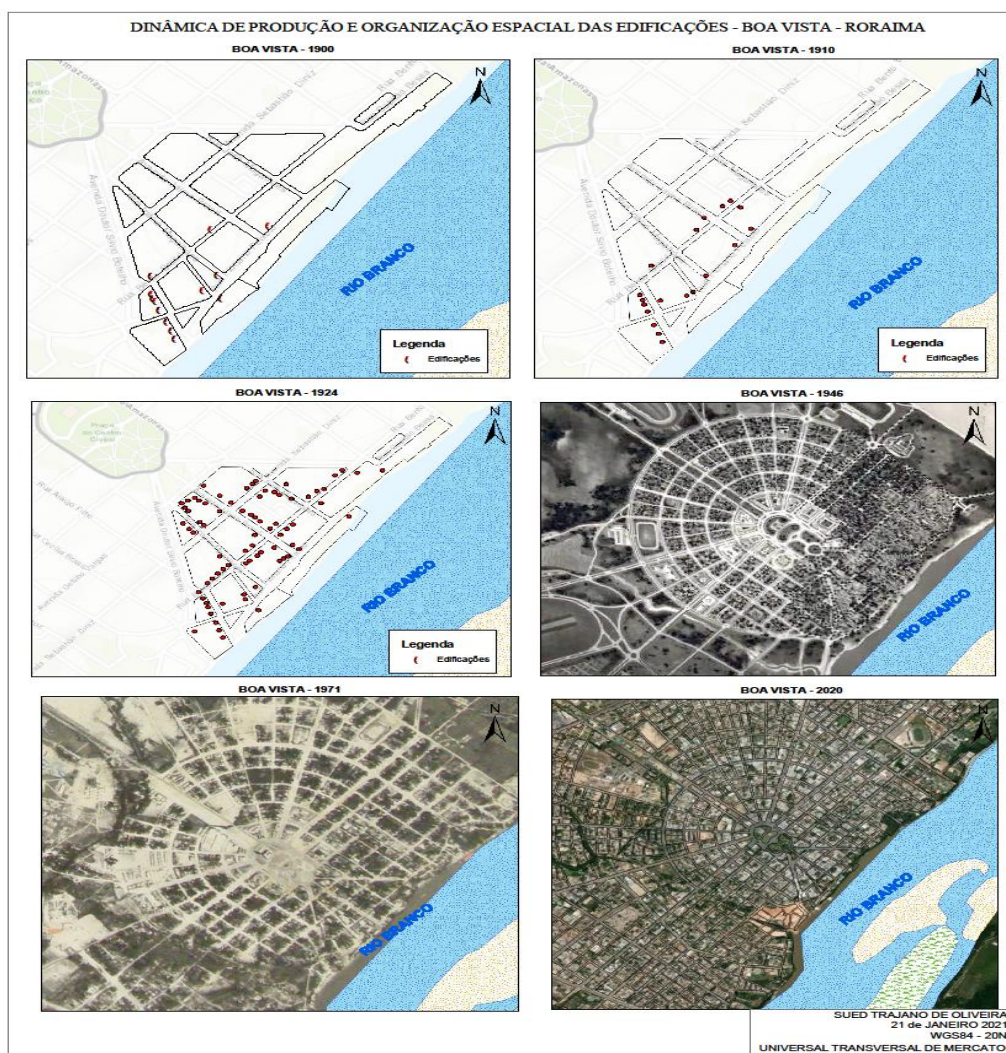 DINÂMICA DE PRODUÇÃO E ORGANIZAÇÃO ESPACIAL DAS EDIFICAÇÕES - BOA VISTA - RORAIMA
BOA VISTA - 1900
N
RIO BRANCO
Legenda
Edificações
BOA VISTA - 1910
N
RIO BRANCO
Legenda
Edificações
BOA VISTA - 1924
N
RIO BRANCO
Legenda
Edificações
BOA VISTA - 1946
N
RIO BRANCO
BOA VISTA - 1971
N
RIO BRANCO
BOA VISTA - 2020
N
RIO BRANCO
SUED TRAJANO DE OLIVEIRA
21 de JANEIRO 2021
WGS84 - 20N
UNIVERSAL TRANSVERSAL DE MERCATO